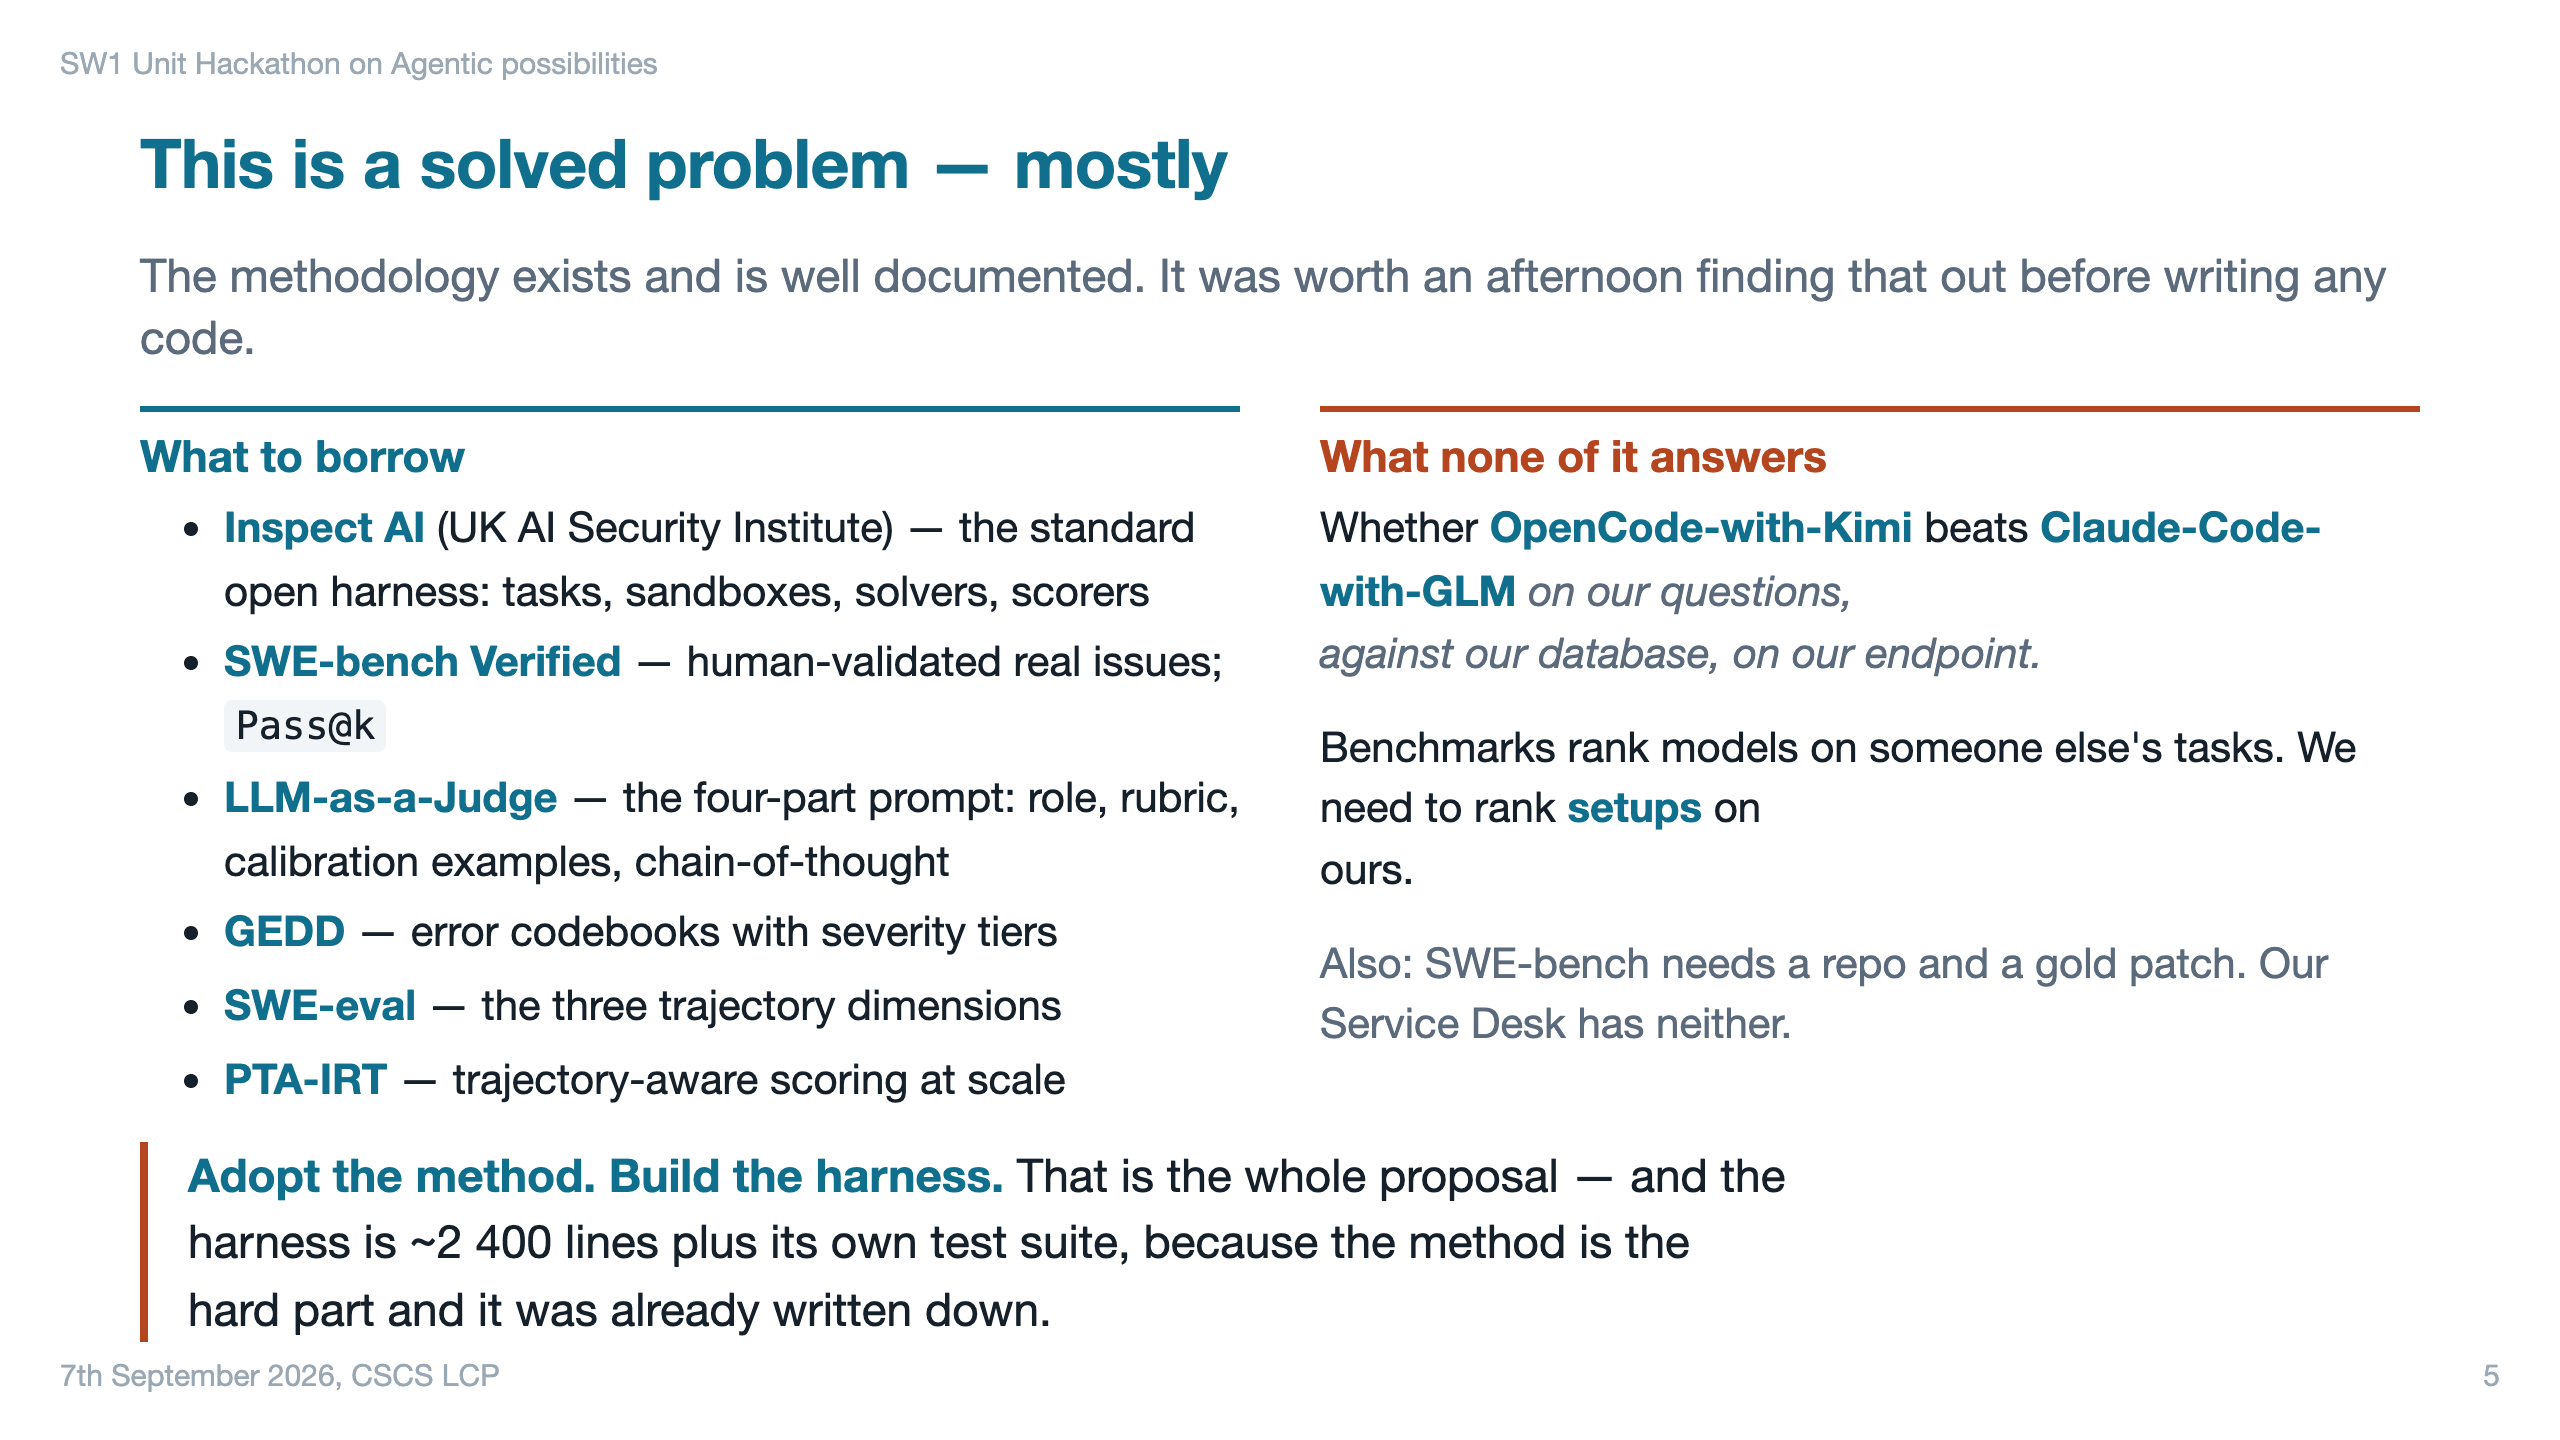 SW1 Unit Hackathon on Agentic possibilities
This is a solved problem — mostly
The methodology exists and is well documented. It was worth an afternoon finding that out before writing any
code.
What to borrow
• Inspect AI (UK AI Security Institute) — the standard
open harness: tasks, sandboxes, solvers, scorers
• SWE-bench Verified — human-validated real issues;
Pass@k
• LLM-as-a-Judge — the four-part prompt: role, rubric,
calibration examples, chain-of-thought
• GEDD — error codebooks with severity tiers
• SWE-eval — the three trajectory dimensions
• PTA-IRT — trajectory-aware scoring at scale
What none of it answers
Whether OpenCode-with-Kimi beats Claude-Code-
with-GLM on our questions,
against our database, on our endpoint.
Benchmarks rank models on someone else's tasks. We
need to rank setups on
ours.
Also: SWE-bench needs a repo and a gold patch. Our
Service Desk has neither.
Adopt the method. Build the harness. That is the whole proposal — and the
harness is ~2 400 lines plus its own test suite, because the method is the
hard part and it was already written down.
7th September 2026, CSCS LCP
5